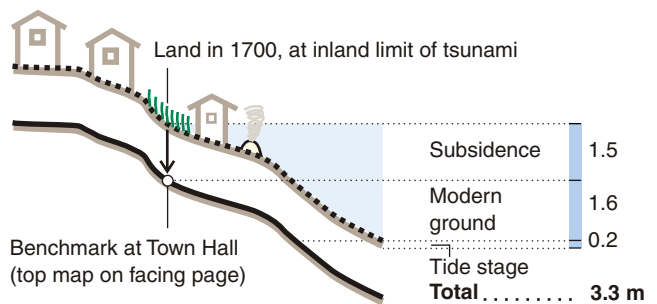 Land in 1700, at inland limit of tsunami
Subsidence 1.5
Modern
ground 1.6
0.2
Benchmark at Town Hall
(top map on facing page)
Tide stage
Total . . . . . . . . . 3.3 m